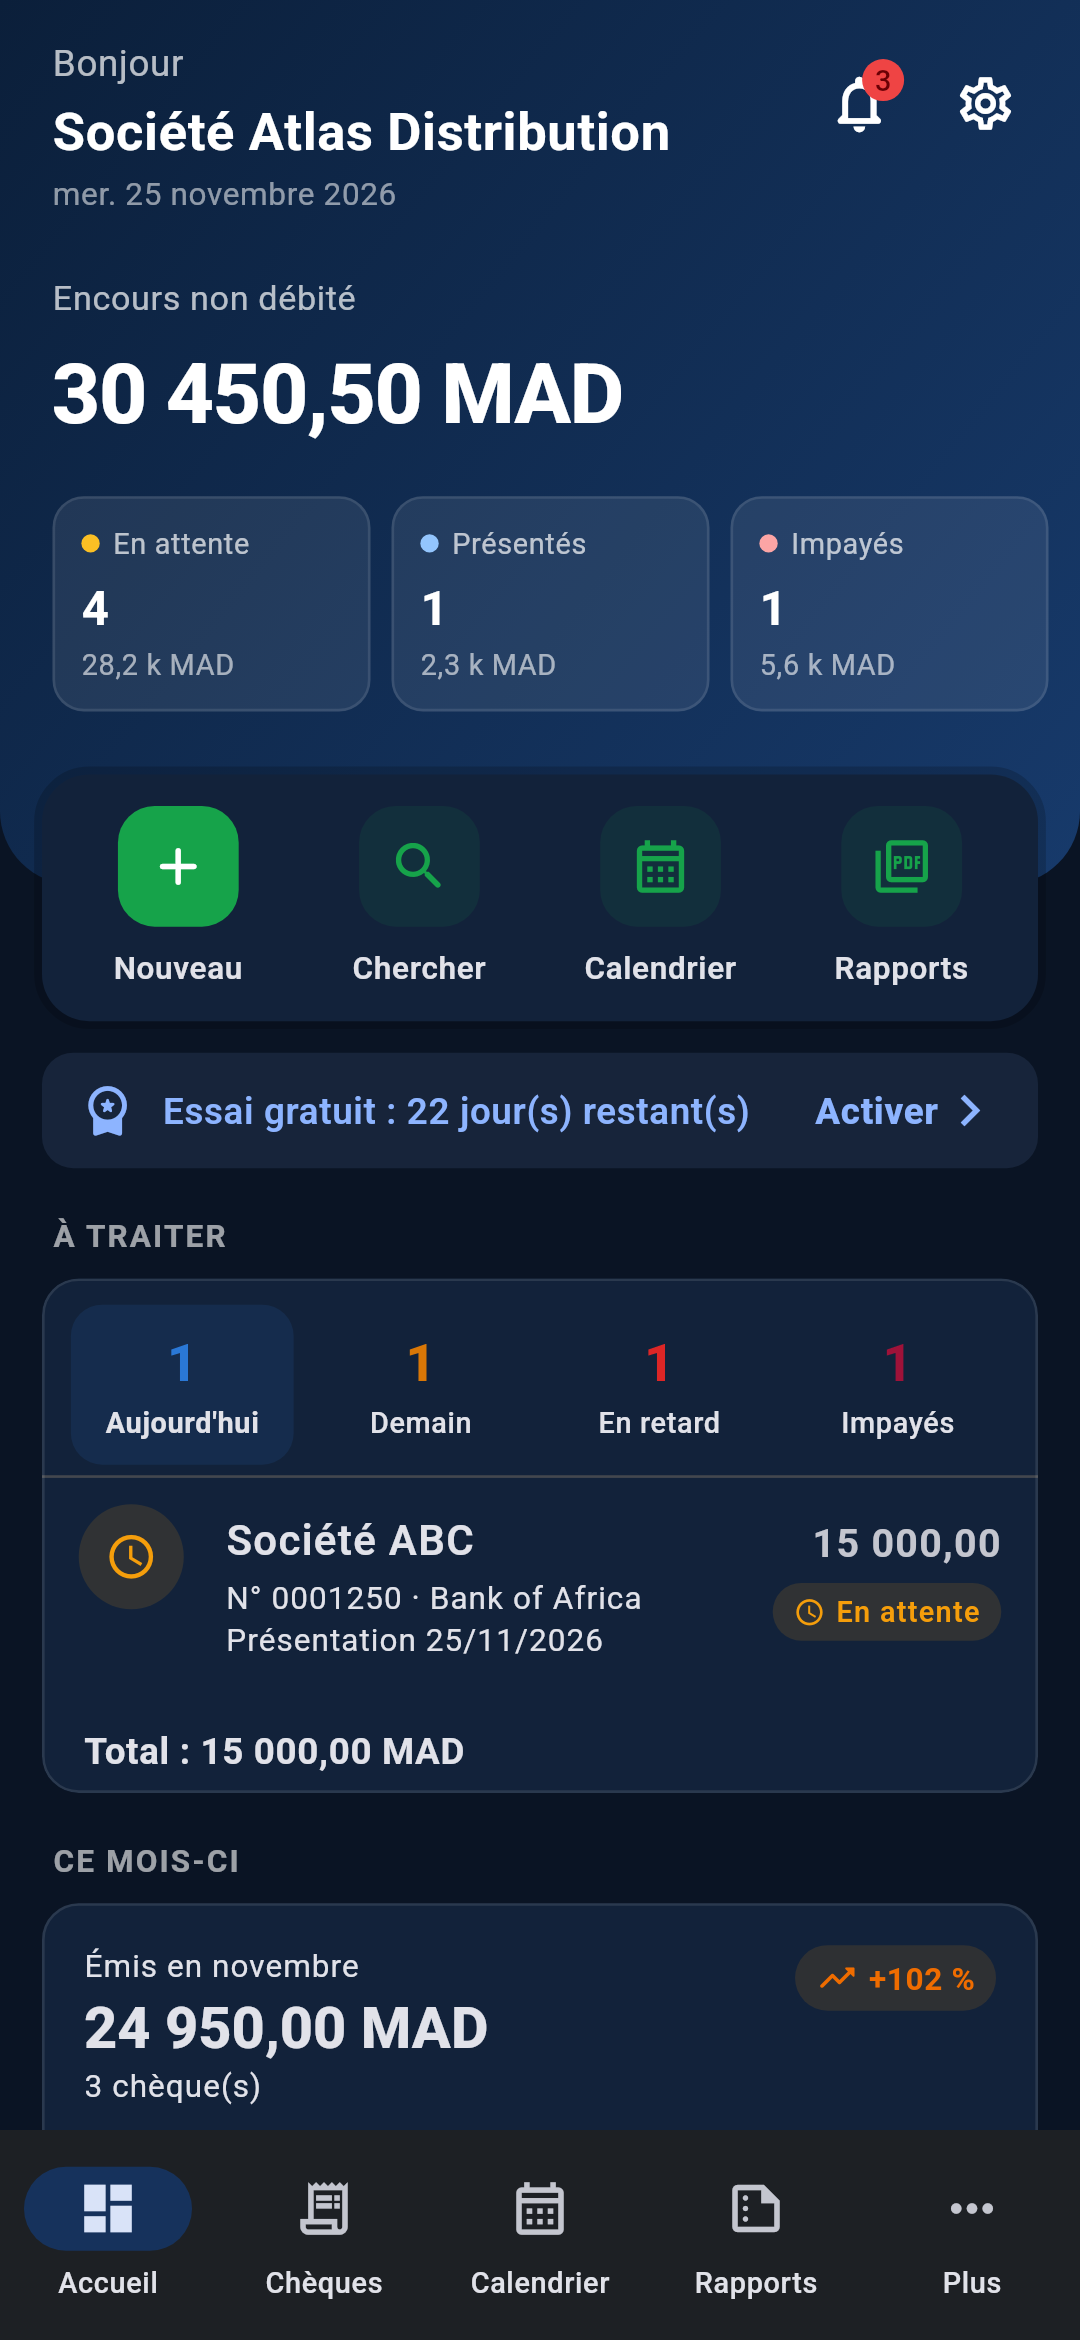 Bonjour
Société Atlas Distribution
mer. 25 novembre 2026
3
Encours non débité
30 450,50 MAD
En attente
4
28,2 k MAD
Présentés
1
2,3 k MAD
Impayés
1
5,6 k MAD
Nouveau
Chercher
Calendrier
PDF
Rapports
Essai gratuit : 22 jour(s) restant(s)
Activer
À TRAITER
1
Aujourd'hui
1
Demain
1
En retard
1
Impayés
Société ABC
N° 0001250 · Bank of Africa
Présentation 25/11/2026
15 000,00
En attente
Total : 15 000,00 MAD
CE MOIS-CI
Émis en novembre
24 950,00 MAD
3 chèque(s)
+102 %
Accueil
Chèques
Calendrier
Rapports
Plus